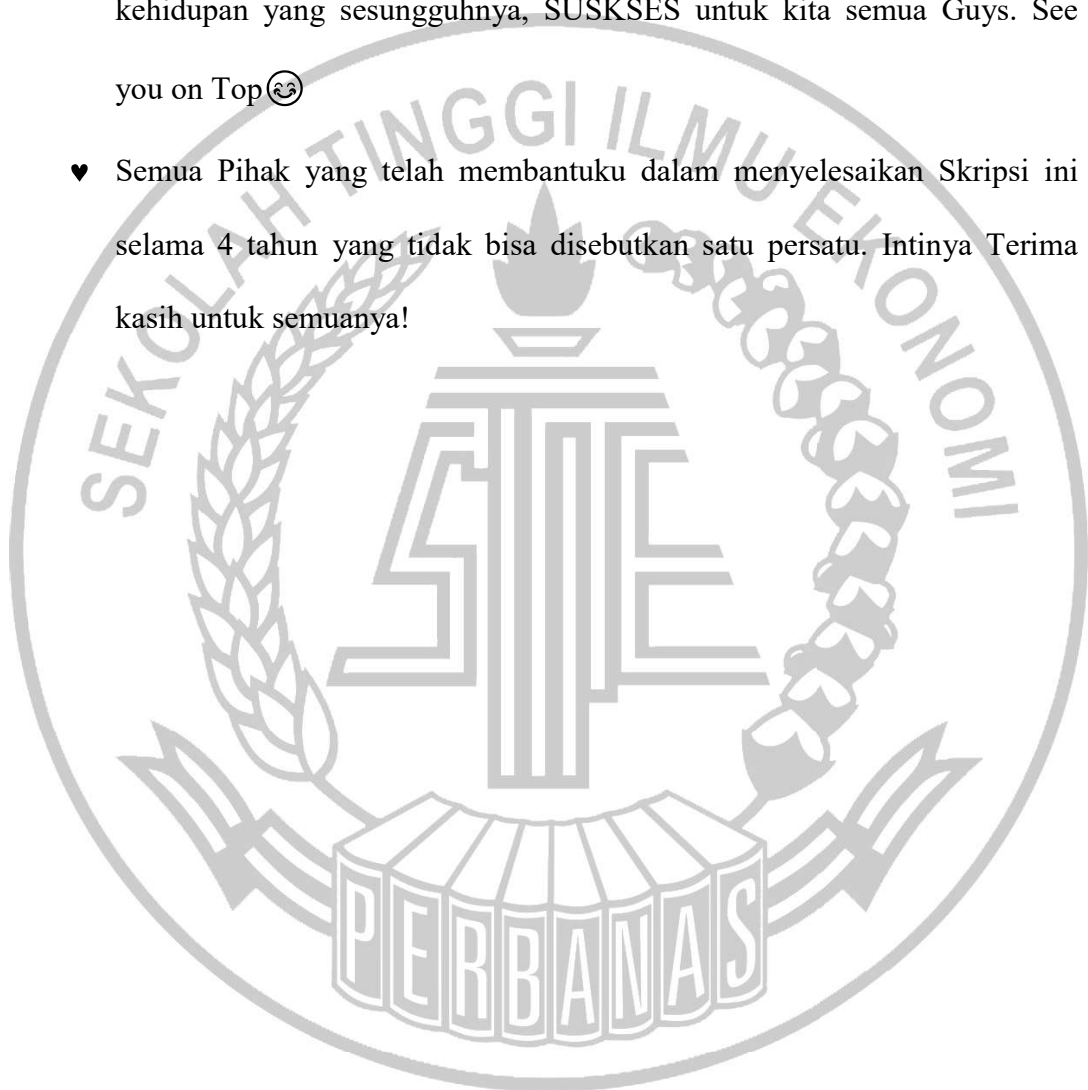 kehidupan yang sesungguhnya, SUSKSES untuk kita semua Guys. See
you on Top😊
♥ Semua Pihak yang telah membantuku dalam menyelesaikan Skripsi ini
selama 4 tahun yang tidak bisa disebutkan satu persatu. Intinya Terima
kasih untuk semuanya!
SEKOLAH TINGGI ILMU EKONOMI
STIE
PERBANAS